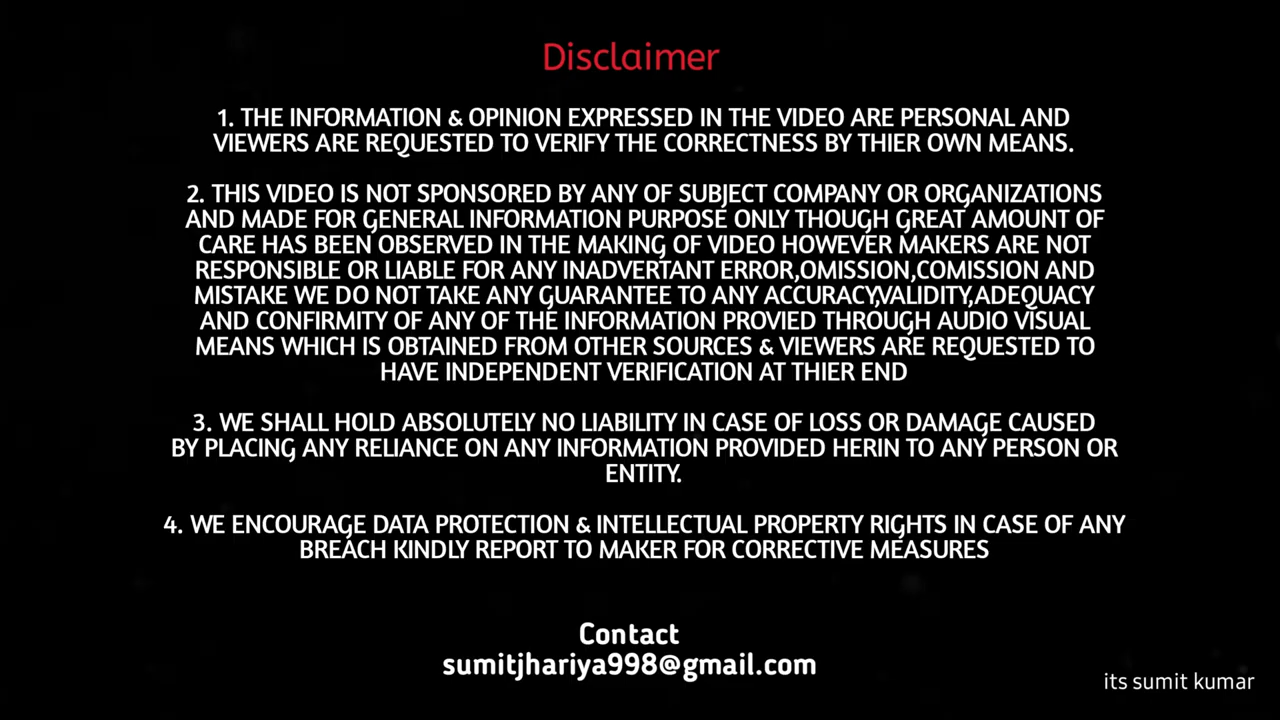 Disclaimer
1. THE INFORMATION & OPINION EXPRESSED IN THE VIDEO ARE PERSONAL AND
VIEWERS ARE REQUESTED TO VERIFY THE CORRECTNESS BY THIER OWN MEANS.
2. THIS VIDEO IS NOT SPONSORED BY ANY OF SUBJECT COMPANY OR ORGANIZATIONS
AND MADE FOR GENERAL INFORMATION PURPOSE ONLY THOUGH GREAT AMOUNT OF
CARE HAS BEEN OBSERVED IN THE MAKING OF VIDEO HOWEVER MAKERS ARE NOT
RESPONSIBLE OR LIABLE FOR ANY INADVERTANT ERROR,OMISSION,COMISSION AND
MISTAKE WE DO NOT TAKE ANY GUARANTEE TO ANY ACCURACY,VALIDITY,ADEQUACY
AND CONFIRMITY OF ANY OF THE INFORMATION PROVIED THROUGH AUDIO VISUAL
MEANS WHICH IS OBTAINED FROM OTHER SOURCES & VIEWERS ARE REQUESTED TO
HAVE INDEPENDENT VERIFICATION AT THIER END
3. WE SHALL HOLD ABSOLUTELY NO LIABILITY IN CASE OF LOSS OR DAMAGE CAUSED
BY PLACING ANY RELIANCE ON ANY INFORMATION PROVIDED HERIN TO ANY PERSON OR
ENTITY.
4. WE ENCOURAGE DATA PROTECTION & INTELLECTUAL PROPERTY RIGHTS IN CASE OF ANY
BREACH KINDLY REPORT TO MAKER FOR CORRECTIVE MEASURES
Contact
sumitjhariya998@gmail.com
its sumit kumar